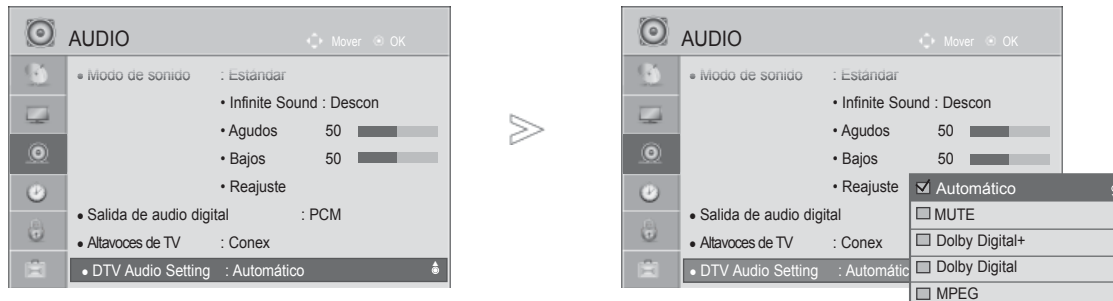 AUDIO
Mover OK
• Modo de sonido : Estándar
• Infinite Sound : Descon
• Agudos 50
• Bajos 50
• Reajuste
• Salida de audio digital : PCM
• Altavoces de TV : Conex
• DTV Audio Setting : Automático
AUDIO
Mover OK
• Modo de sonido : Estándar
• Infinite Sound : Descon
• Agudos 50
• Bajos 50
• Reajuste
• Salida de audio digital
• Altavoces de TV : Conex
• DTV Audio Setting : Automátic
Automático
MUTE
Dolby Digital+
Dolby Digital
MPEG